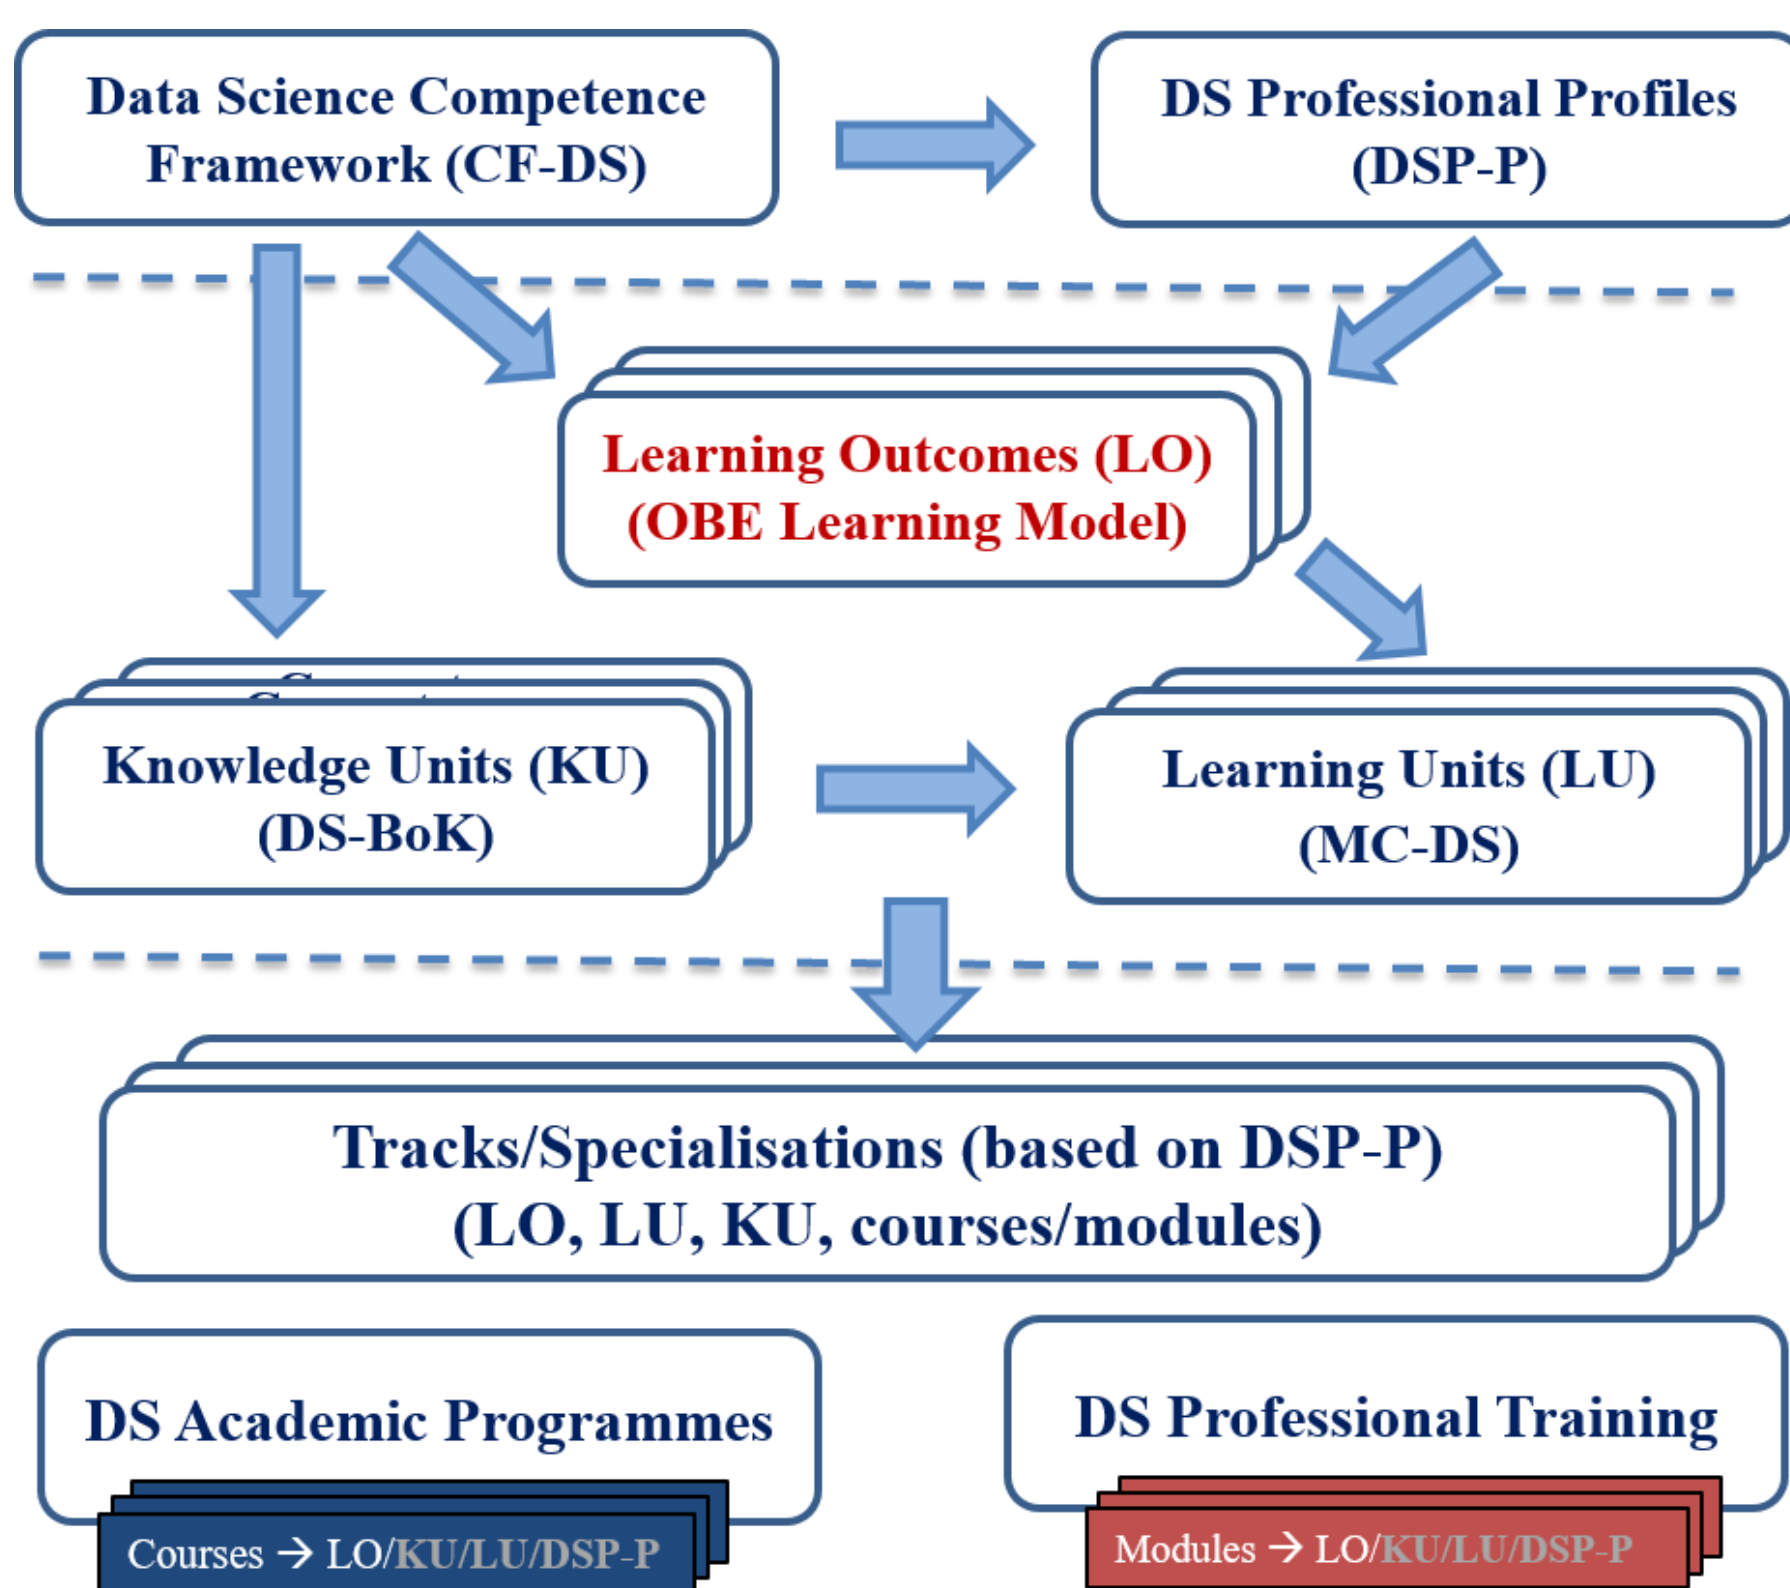 Data Science Competence
Framework (CF-DS)
DS Professional Profiles
(DSP-P)
Learning Outcomes (LO)
(OBE Learning Model)
Knowledge Units (KU)
(DS-BoK)
Learning Units (LU)
(MC-DS)
Tracks/Specialisations (based on DSP-P)
(LO, LU, KU, courses/modules)
DS Academic Programmes
DS Professional Training
Courses → LO/KU/LU/DSP-P
Modules → LO/KU/LU/DSP-P